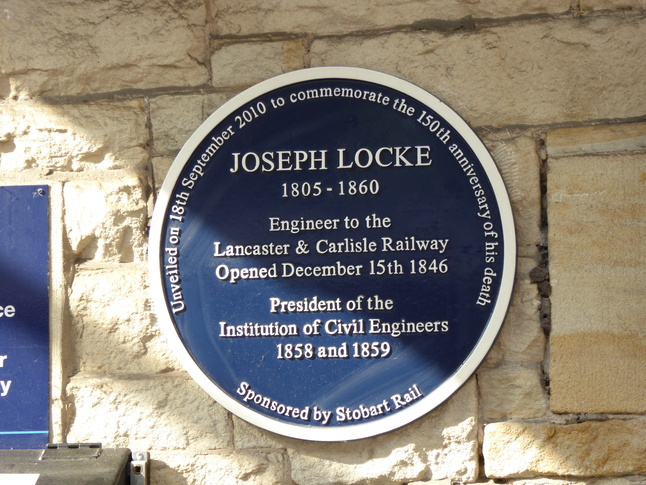 Unveiled on 18th September 2010 to commemorate the 150th anniversary of his death
JOSEPH LOCKE
1805 - 1860
Engineer to the
Lancaster & Carlisle Railway
Opened December 15th 1846
President of the
Institution of Civil Engineers
1858 and 1859
Sponsored by Stobart Rail